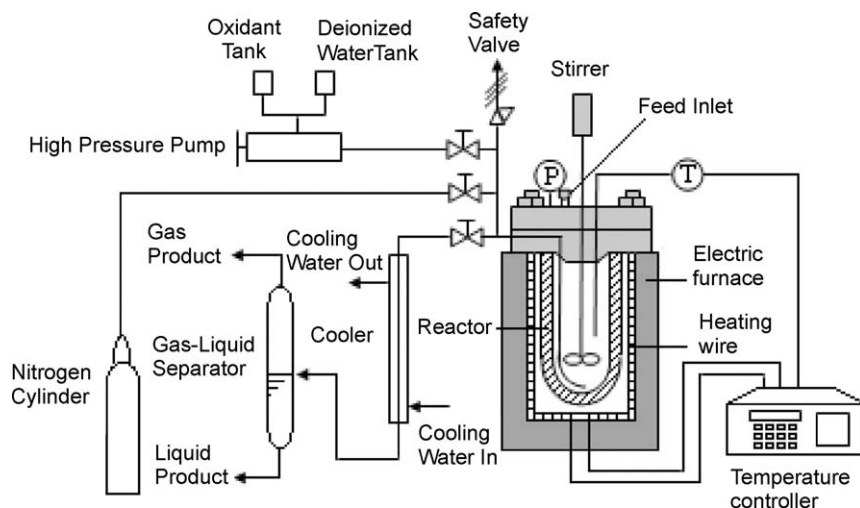 Oxidant
Tank
Deionized
WaterTank
Safety
Valve
Stirrer
Feed Inlet
High Pressure Pump
P
T
Gas
Product
Cooling
Water Out
Electric
furnace
Cooler
Reactor
Heating
wire
Gas-Liquid
Separator
Nitrogen
Cylinder
Liquid
Product
Cooling
Water In
Temperature
controller